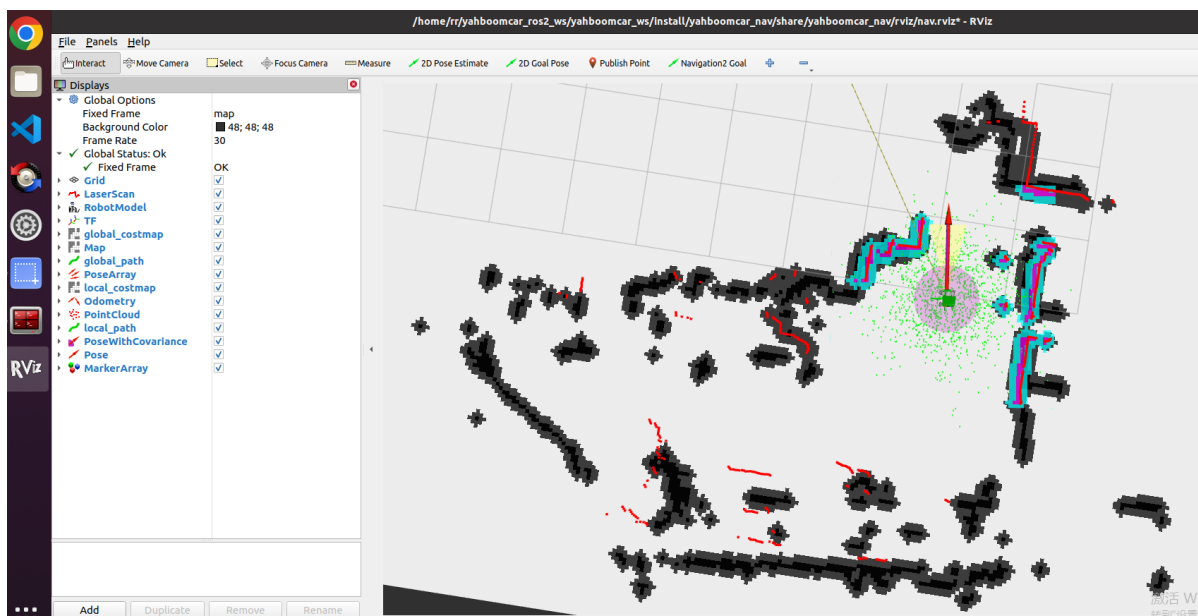 /home/rr/yahboomcar_ros2_ws/yahboomcar_ws/install/yahboomcar_nav/share/yahboomcar_nav/rviz/nav.rviz* - RViz
File Panels Help
Interact Move Camera Select Focus Camera Measure 2D Pose Estimate 2D Goal Pose Publish Point Navigation2 Goal
Displays
Global Options
Fixed Frame map
Background Color 48; 48; 48
Frame Rate 30
Global Status: Ok
Fixed Frame OK
Grid
LaserScan
RobotModel
TF
global_costmap
Map
global_path
PoseArray
local_costmap
Odometry
PointCloud
local_path
PoseWithCovariance
Pose
MarkerArray
RViz
Add Duplicate Remove Rename
激活 W